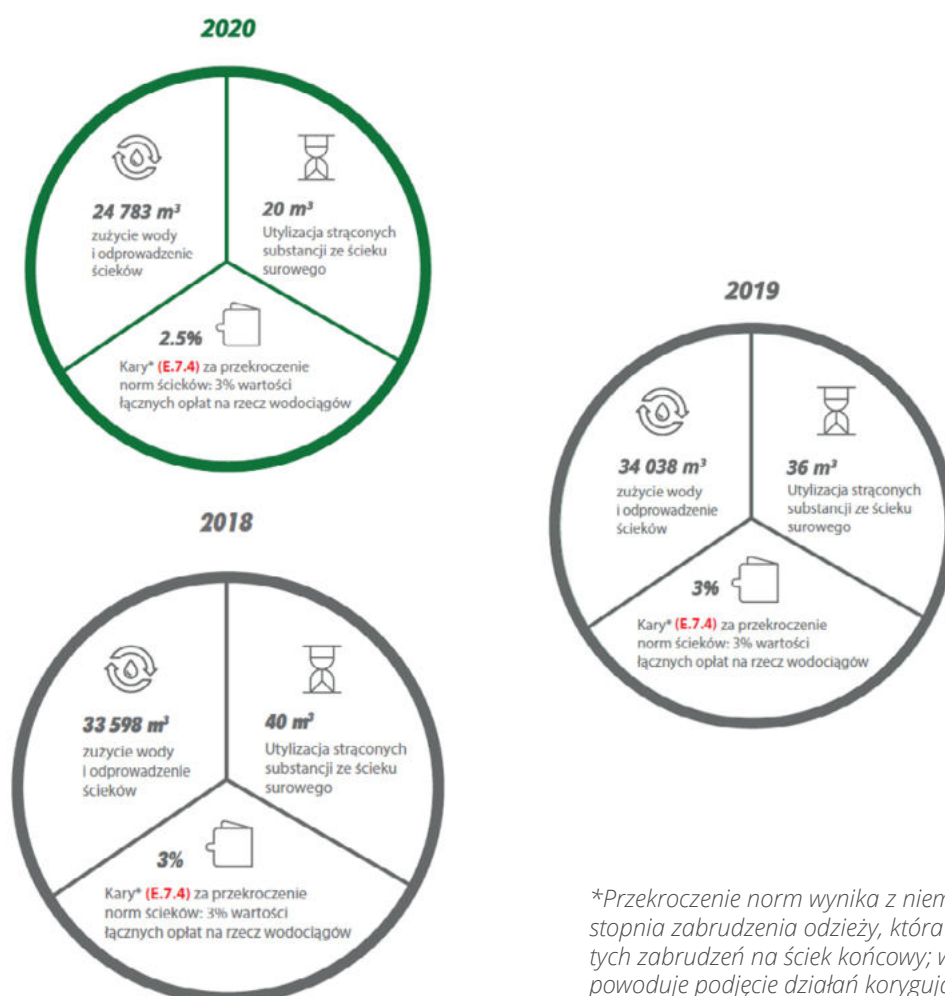 2020
24 783 m³
zużycie wody
i odprowadzenie
ścieków
20 m³
Utylizacja strąconych
substancji ze ścieku
surowego
2.5%
Kary* (E.7.4) za przekroczenie
norm ścieków: 3% wartości
łącznych opłat na rzecz wodociągów
2019
34 038 m³
zużycie wody
i odprowadzenie
ścieków
36 m³
Utylizacja strąconych
substancji ze ścieku
surowego
3%
Kary* (E.7.4) za przekroczenie
norm ścieków: 3% wartości
łącznych opłat na rzecz wodociągów
2018
33 598 m³
zużycie wody
i odprowadzenie
ścieków
40 m³
Utylizacja strąconych
substancji ze ścieku
surowego
3%
Kary* (E.7.4) za przekroczenie
norm ścieków: 3% wartości
łącznych opłat na rzecz wodociągów
*Przekroczenie norm wynika z
stopnia zabrudzenia odzieży, która
tych zabrudzeń na ściek końcowy;
powoduje podjęcie działań